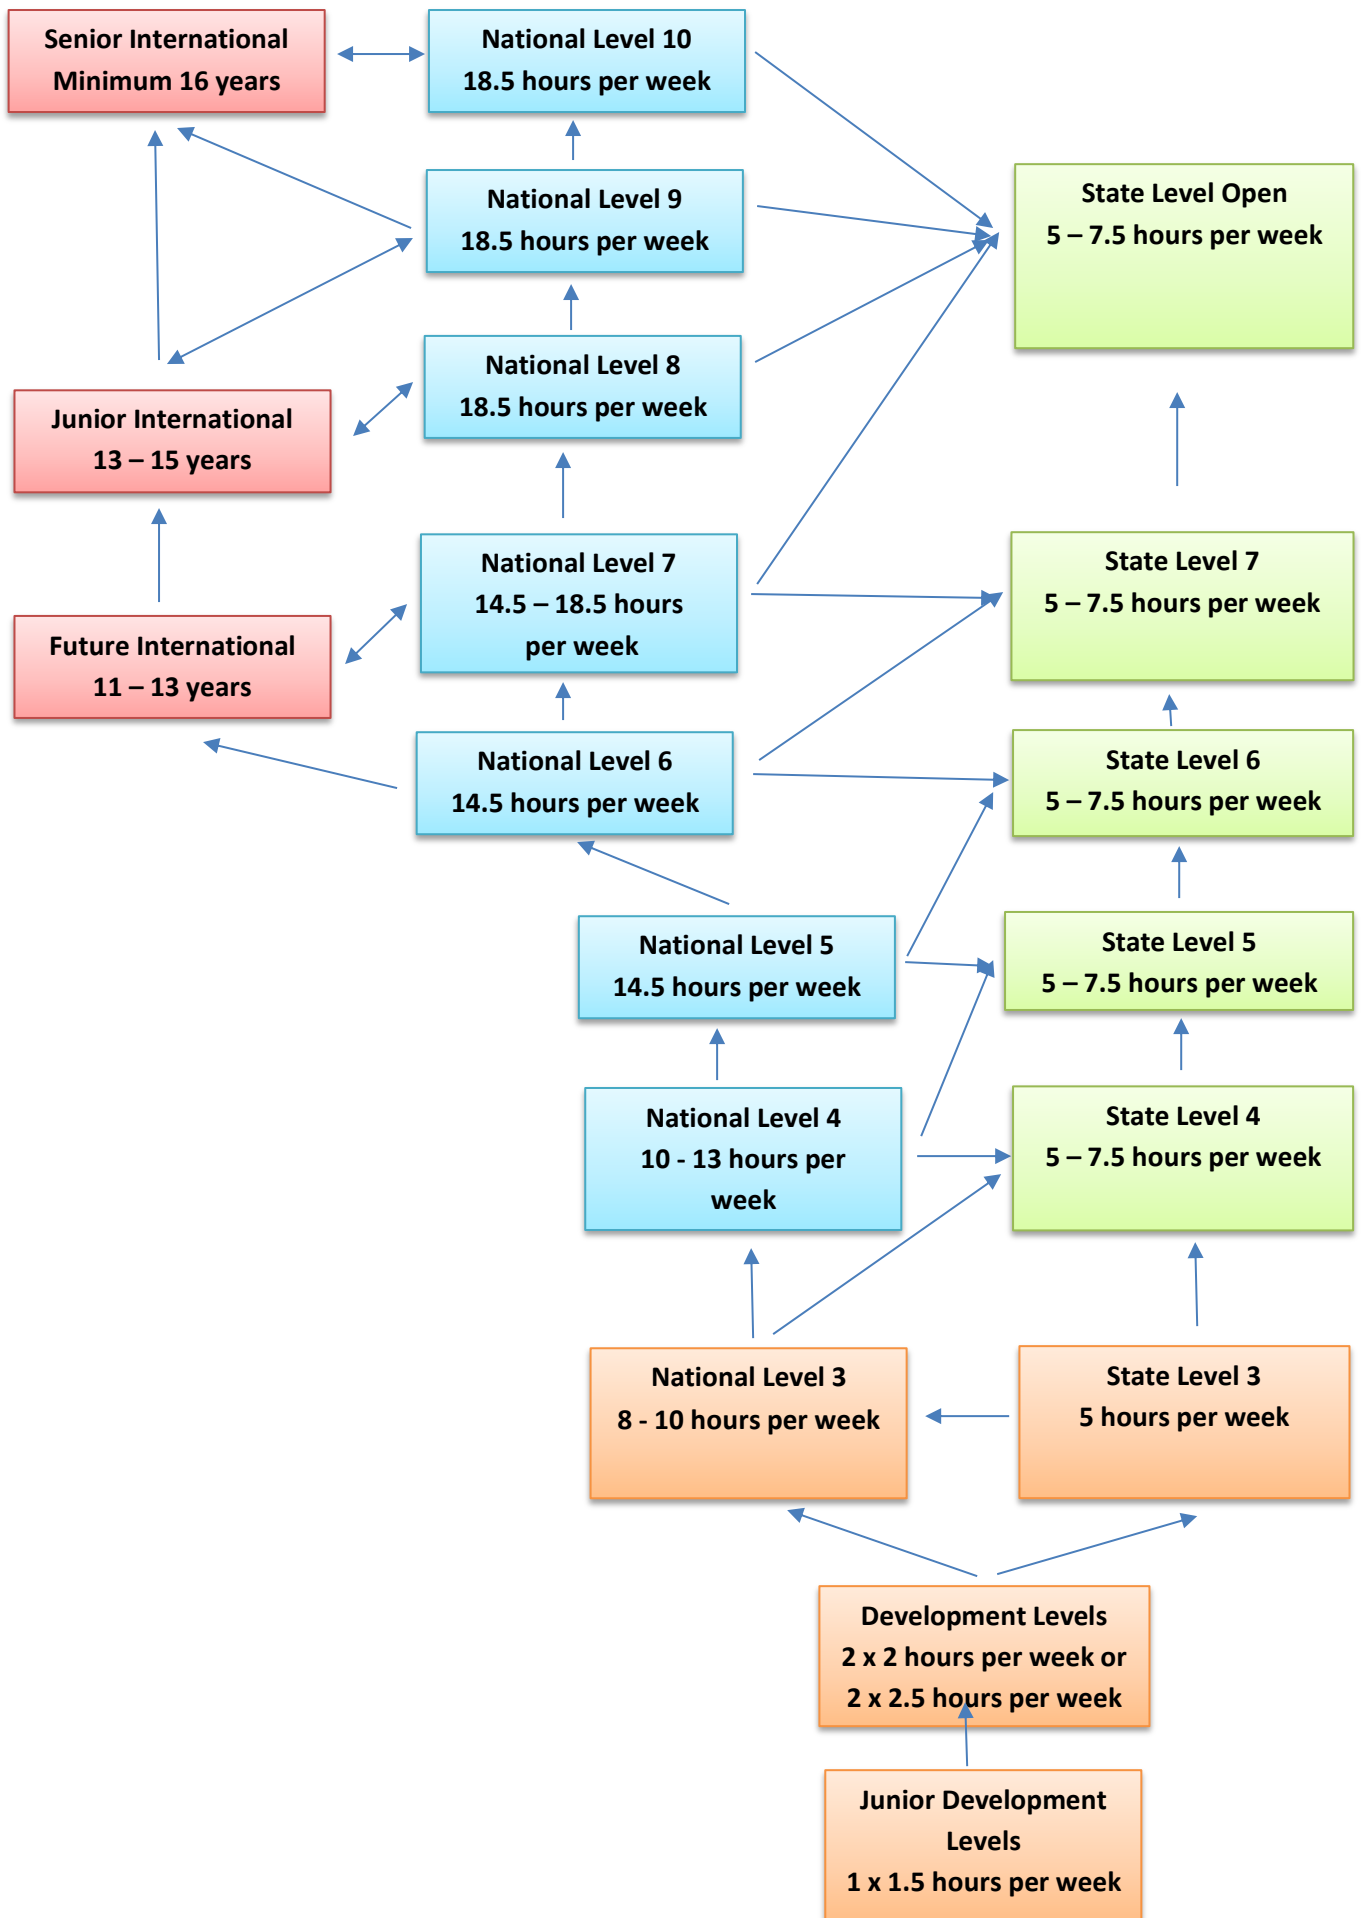 Senior International
Minimum 16 years
National Level 10
18.5 hours per week
National Level 9
18.5 hours per week
State Level Open
5 – 7.5 hours per week
National Level 8
18.5 hours per week
Junior International
13 – 15 years
National Level 7
14.5 – 18.5 hours
per week
State Level 7
5 – 7.5 hours per week
Future International
11 – 13 years
National Level 6
14.5 hours per week
State Level 6
5 – 7.5 hours per week
National Level 5
14.5 hours per week
State Level 5
5 – 7.5 hours per week
National Level 4
10 - 13 hours per
week
State Level 4
5 – 7.5 hours per week
National Level 3
8 - 10 hours per week
State Level 3
5 hours per week
Development Levels
2 x 2 hours per week or
2 x 2.5 hours per week
Junior Development
Levels
1 x 1.5 hours per week